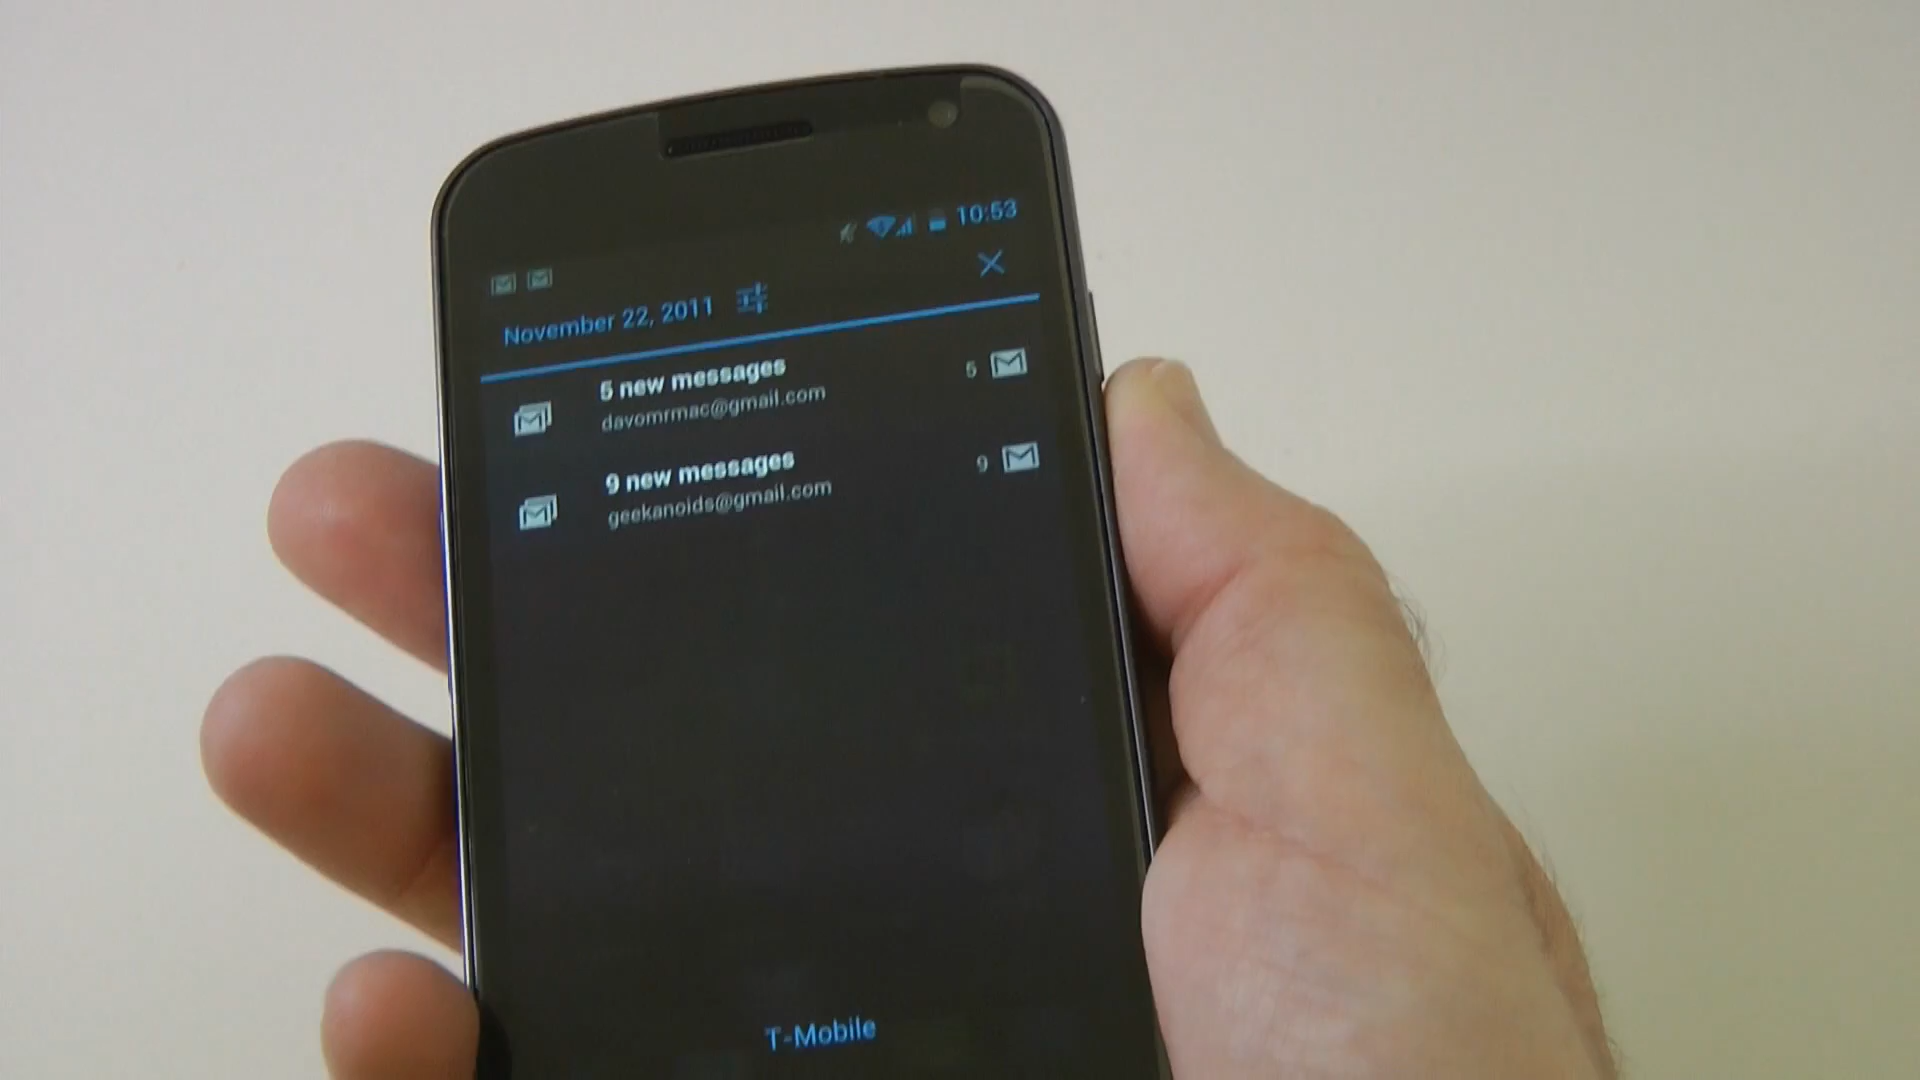 10:53
November 22, 2011
5 new messages
5
davomrmac@gmail.com
9 new messages
9
geekanoids@gmail.com
T-Mobile